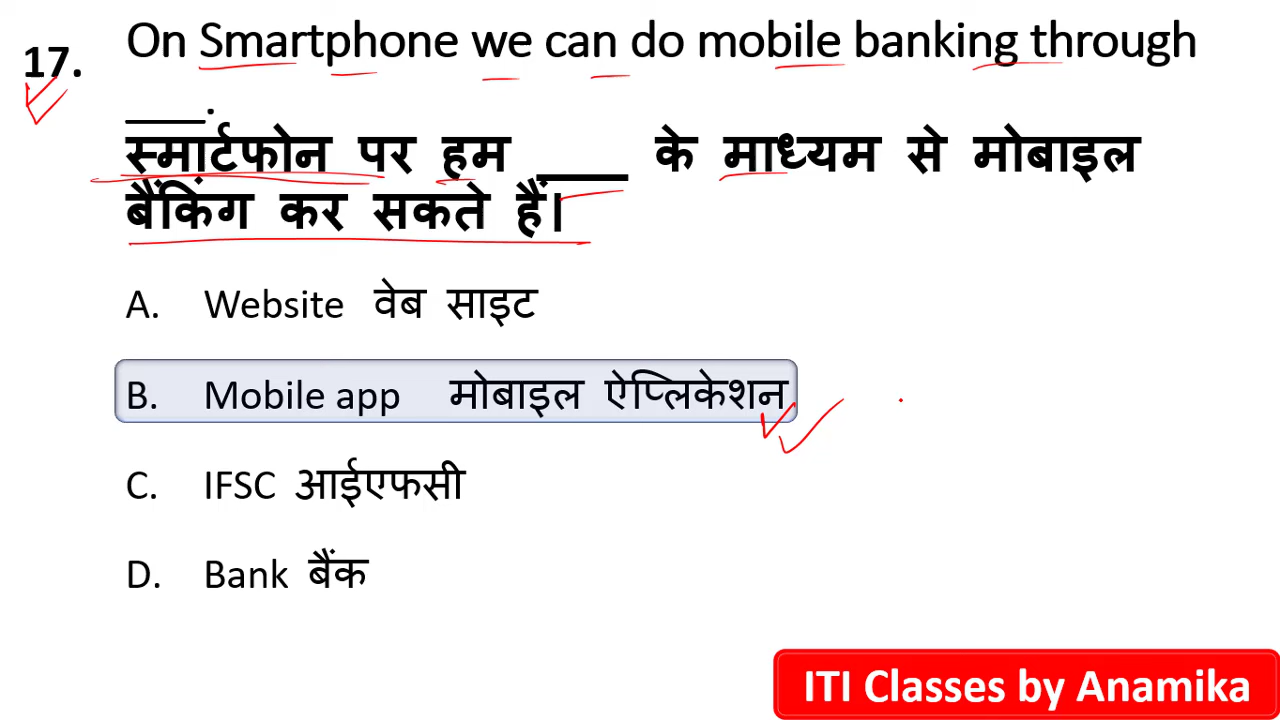 17. On Smartphone we can do mobile banking through
____.
स्मार्टफोन पर हम ____ के माध्यम से मोबाइल
बैंकिंग कर सकते हैं।
A. Website वेब साइट
B. Mobile app मोबाइल ऐप्लिकेशन
C. IFSC आईएफसी
D. Bank बैंक
ITI Classes by Anamika